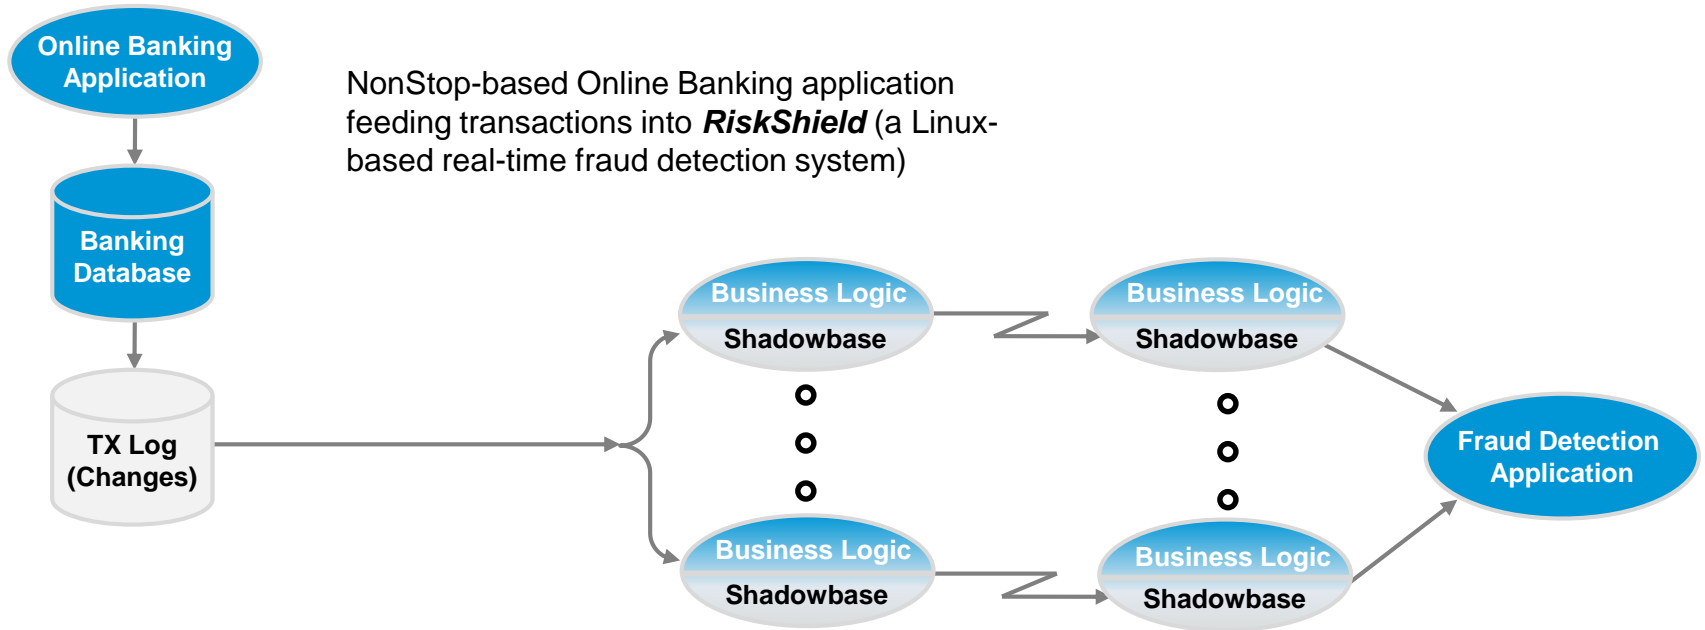 Online Banking
Application
NonStop-based Online Banking application
feeding transactions into RiskShield (a Linux-
based real-time fraud detection system)
Banking
Database
TX Log
(Changes)
Business Logic
Shadowbase
Business Logic
Shadowbase
Business Logic
Shadowbase
Business Logic
Shadowbase
Fraud Detection
Application